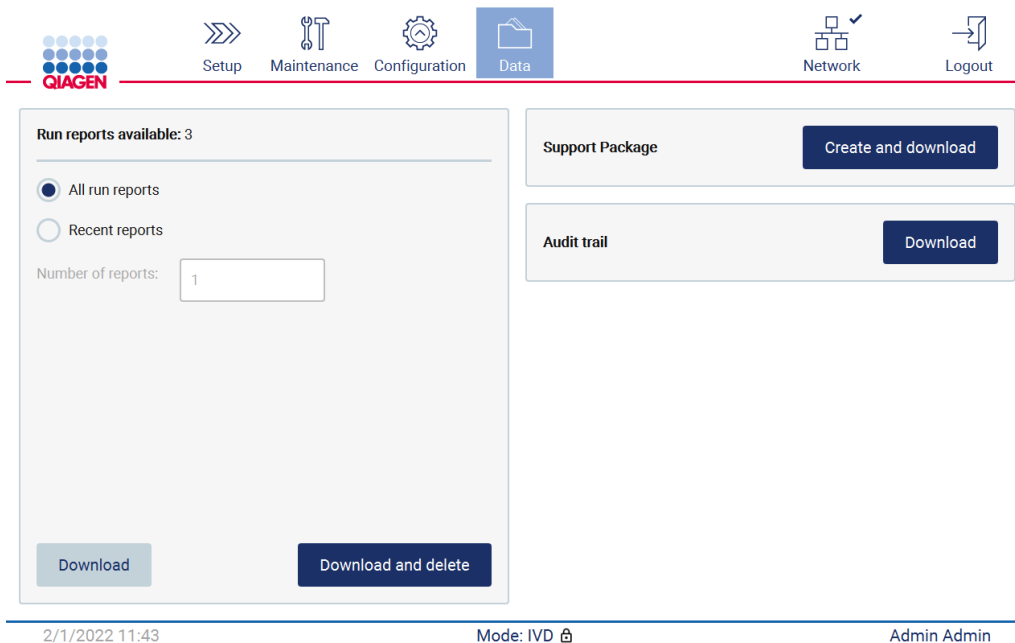 QIAGEN
Setup
Maintenance
Configuration
Data
Network
Logout
Run reports available: 3
All run reports
Recent reports
Number of reports: 1
Download
Download and delete
Support Package
Create and download
Audit trail
Download
2/1/2022 11:43
Mode: IVD
Admin Admin